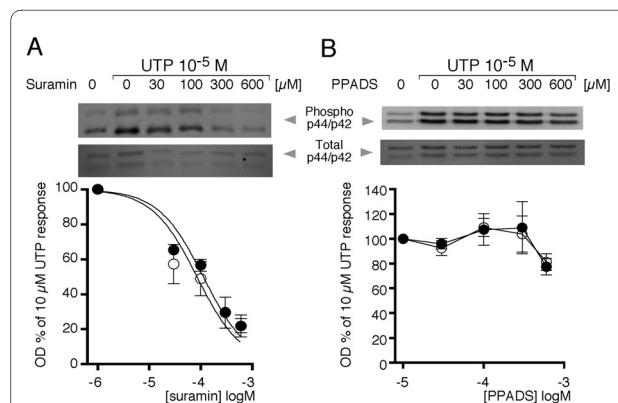 A
UTP 10-5 M
Suramin 0 0 30 100 300 600 [µM]
B
UTP 10-5 M
PPADS 0 0 30 100 300 600 [µM]
Phospho
p44/p42
Total
p44/p42
OD % of 10 µM UTP response
100
80
60
40
20
0
-6 -5 -4 -3
[suramin] logM
OD % of 10 µM UTP response
140
120
100
80
60
40
20
0
-5 -4 -3
[PPADS] logM